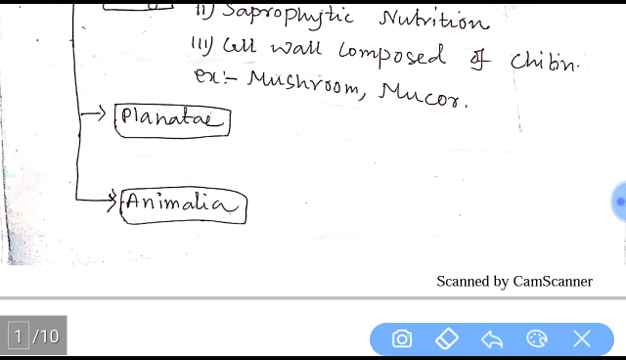 ii) Saprophytic Nutrition
iii) Cell wall composed of Chitin.
ex:- Mushroom, Mucor.
Planatae
Animalia
Scanned by CamScanner
1 /10